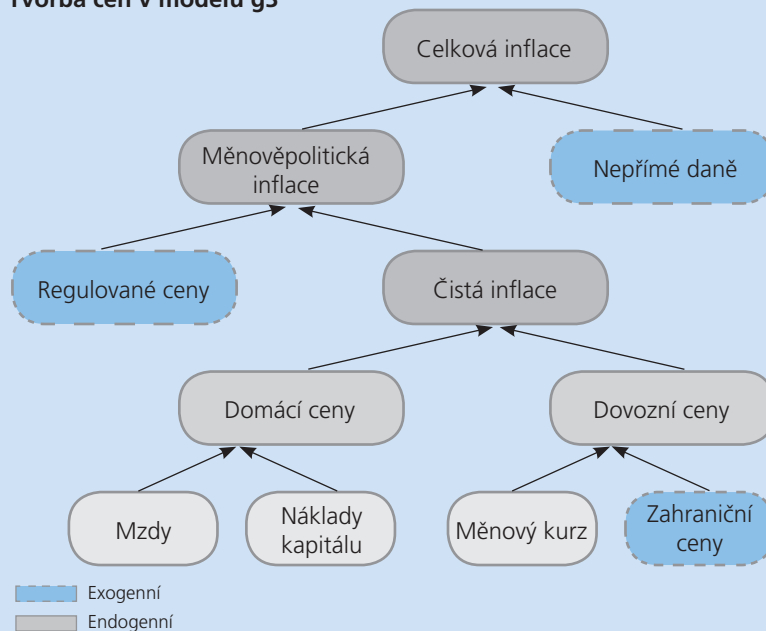 Tvorba cen v modelu g3
Celková inflace
Měnověpolitická
inflace
Nepřímé daně
Regulované ceny
Čistá inflace
Domácí ceny
Dovozní ceny
Mzdy
Náklady
kapitálu
Měnový kurz
Zahraniční
ceny
Exogenní
Endogenní